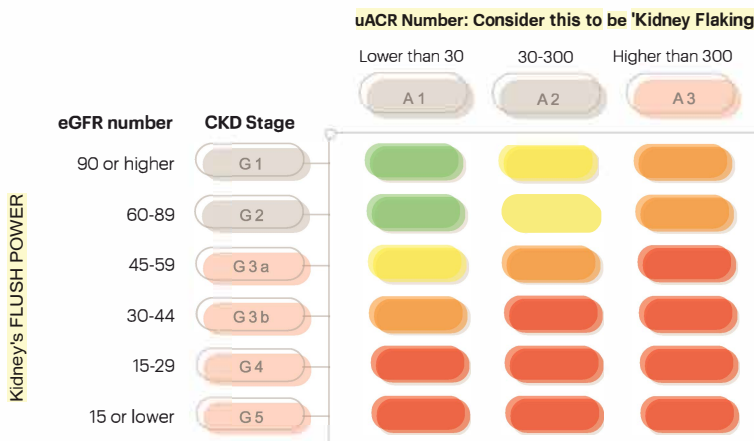 uACR Number: Consider this to be 'Kidney Flaking
Lower than 30 30-300 Higher than 300
A1 A2 A3
eGFR number CKD Stage
90 or higher G1
60-89 G2
45-59 G3a
30-44 G3b
15-29 G4
15 or lower G5
Kidney's FLUSH POWER